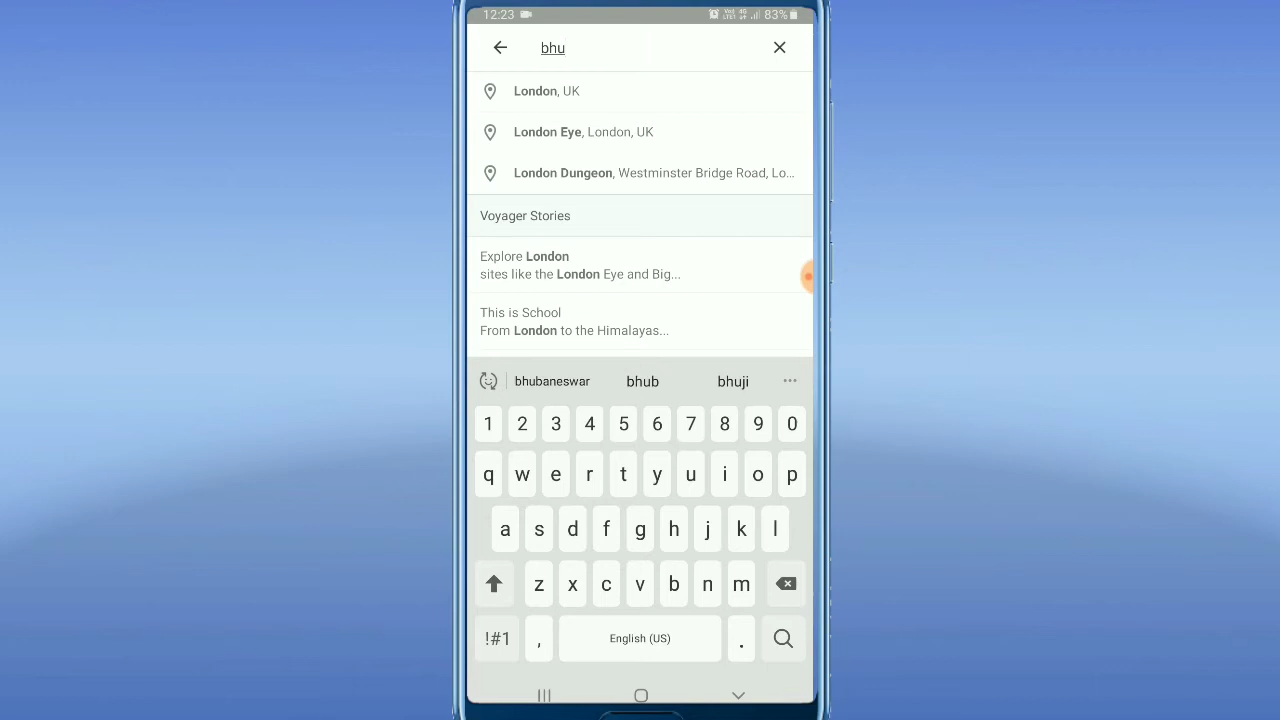 12:23 83%
bhu
London, UK
London Eye, London, UK
London Dungeon, Westminster Bridge Road, Lo...
Voyager Stories
Explore London
sites like the London Eye and Big...
This is School
From London to the Himalayas...
bhubaneswar bhub bhuji
1 2 3 4 5 6 7 8 9 0
q w e r t y u i o p
a s d f g h j k l
z x c v b n m
!#1 , English (US) .